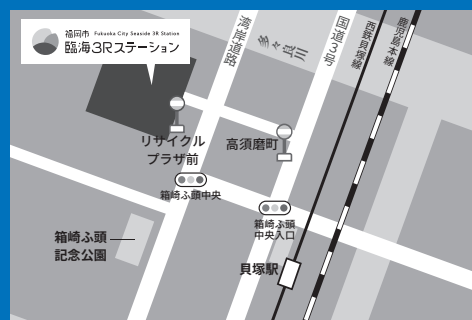 福岡市 Fukuoka City Seaside 3R Station
臨海3Rステーション
湾岸道路
多々良川
国道3号
西鉄貝塚線
鹿児島本線
リサイクル
プラザ前
高須磨町
箱崎ふ頭中央
箱崎ふ頭
中央入口
箱崎ふ頭
記念公園
貝塚駅